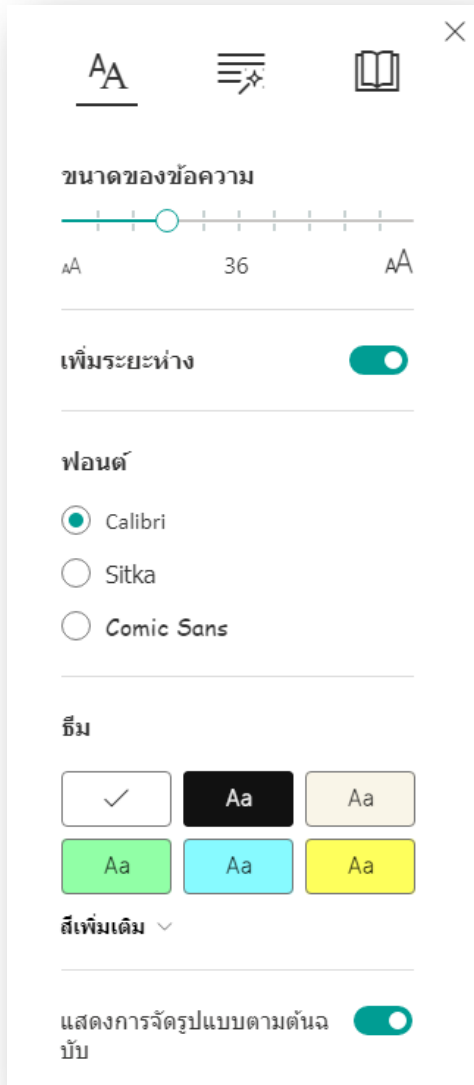 AA
ขนาดของข้อความ
AA 36 AA
เพิ่มระยะห่าง
ฟอนต์
Calibri
Sitka
Comic Sans
ธีม
Aa Aa
Aa Aa Aa
สีเพิ่มเติม
แสดงการจัดรูปแบบตามต้นฉ
บับ